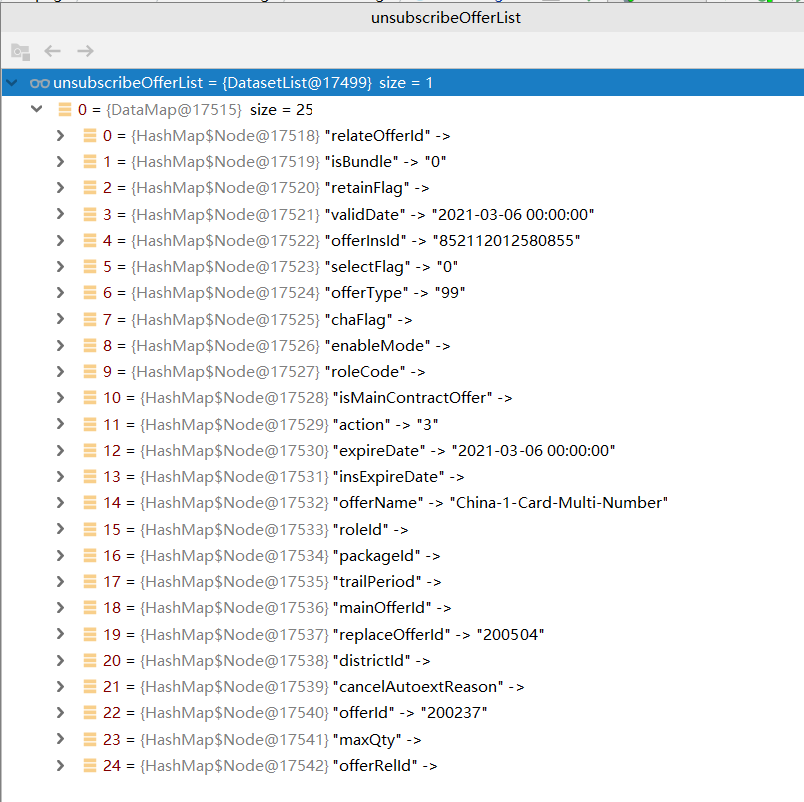 unsubscribeOfferList
unsubscribeOfferList = {DatasetList@17499} size = 1
0 = {DataMap@17515} size = 25
0 = {HashMap$Node@17518} "relateOfferId" ->
1 = {HashMap$Node@17519} "isBundle" -> "0"
2 = {HashMap$Node@17520} "retainFlag" ->
3 = {HashMap$Node@17521} "validDate" -> "2021-03-06 00:00:00"
4 = {HashMap$Node@17522} "offerInsId" -> "852112012580855"
5 = {HashMap$Node@17523} "selectFlag" -> "0"
6 = {HashMap$Node@17524} "offerType" -> "99"
7 = {HashMap$Node@17525} "chaFlag" ->
8 = {HashMap$Node@17526} "enableMode" ->
9 = {HashMap$Node@17527} "roleCode" ->
10 = {HashMap$Node@17528} "isMainContractOffer" ->
11 = {HashMap$Node@17529} "action" -> "3"
12 = {HashMap$Node@17530} "expireDate" -> "2021-03-06 00:00:00"
13 = {HashMap$Node@17531} "insExpireDate" ->
14 = {HashMap$Node@17532} "offerName" -> "China-1-Card-Multi-Number"
15 = {HashMap$Node@17533} "roleId" ->
16 = {HashMap$Node@17534} "packageId" ->
17 = {HashMap$Node@17535} "trailPeriod" ->
18 = {HashMap$Node@17536} "mainOfferId" ->
19 = {HashMap$Node@17537} "replaceOfferId" -> "200504"
20 = {HashMap$Node@17538} "districtId" ->
21 = {HashMap$Node@17539} "cancelAutoextReason" ->
22 = {HashMap$Node@17540} "offerId" -> "200237"
23 = {HashMap$Node@17541} "maxQty" ->
24 = {HashMap$Node@17542} "offerRelId" ->